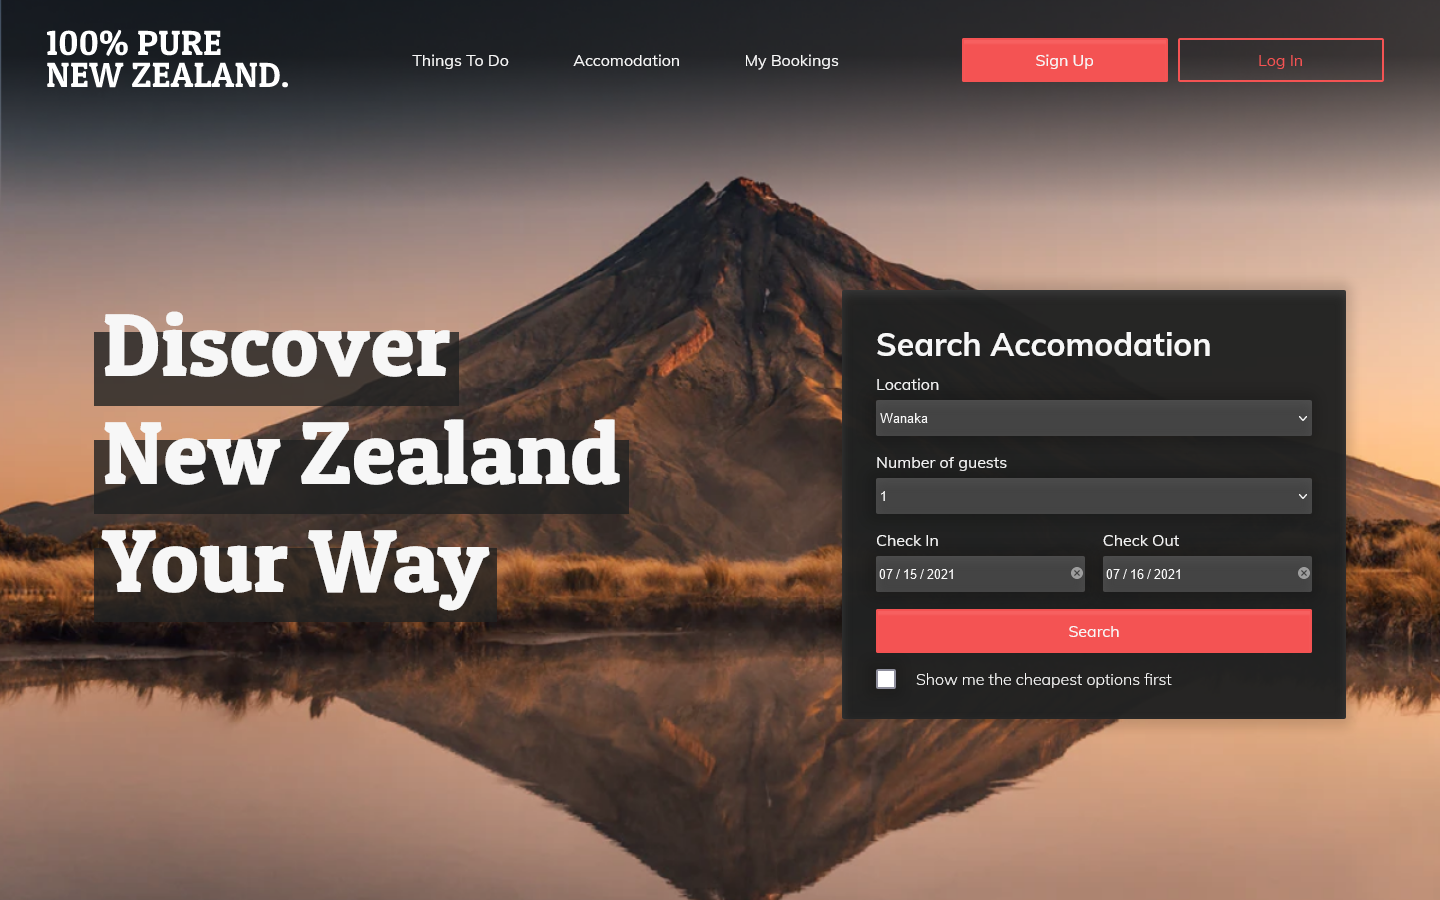 100% PURE
NEW ZEALAND.
Things To Do
Accomodation
My Bookings
Sign Up
Log In
Discover
New Zealand
Your Way
Search Accomodation
Location
Wanaka
Number of guests
1
Check In
Check Out
07 / 15 / 2021
07 / 16 / 2021
Search
Show me the cheapest options first